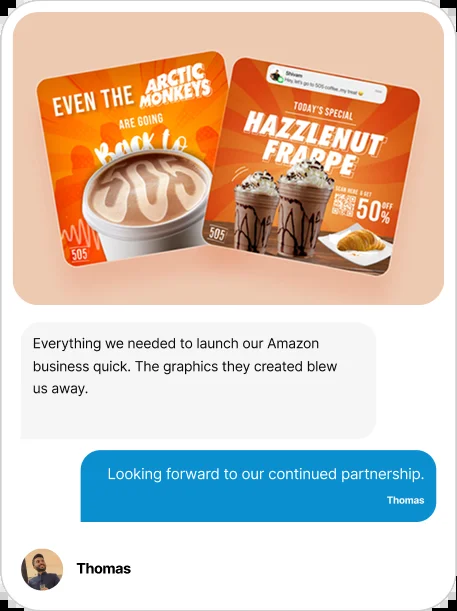 EVEN THE ARCTIC
MONKEYS
ARE GOING
Back to
505
505
Shivam
Hey, let's go to 505 coffee, my treat 😄
TODAY'S SPECIAL
HAZZLENUT
FRAPPE
SCAN HERE & GET
50% OFF
505
Everything we needed to launch our Amazon
business quick. The graphics they created blew
us away.
Looking forward to our continued partnership.
Thomas
Thomas